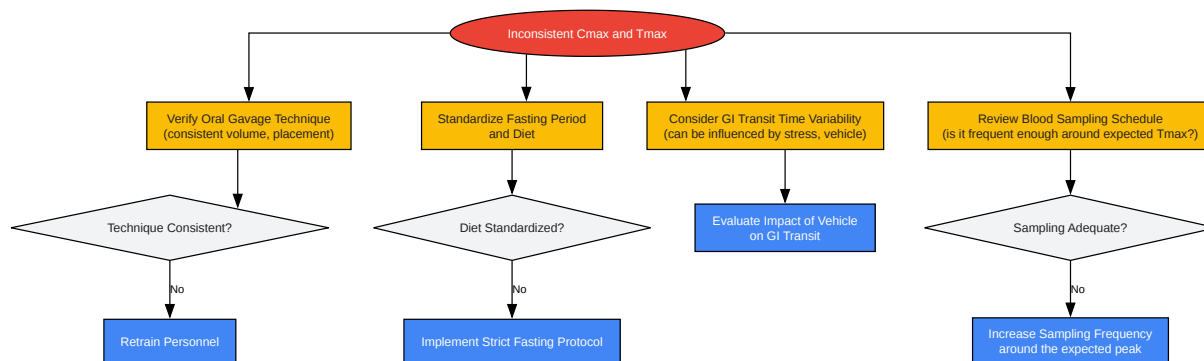 Inconsistent Cmax and Tmax
Verify Oral Gavage Technique
(consistent volume, placement)
Standardize Fasting Period
and Diet
Consider GI Transit Time Variability
(can be influenced by stress, vehicle)
Review Blood Sampling Schedule
(is it frequent enough around expected Tmax?)
Technique Consistent?
Diet Standardized?
Evaluate Impact of Vehicle
on GI Transit
Sampling Adequate?
No
No
No
Retrain Personnel
Implement Strict Fasting Protocol
Increase Sampling Frequency
around the expected peak